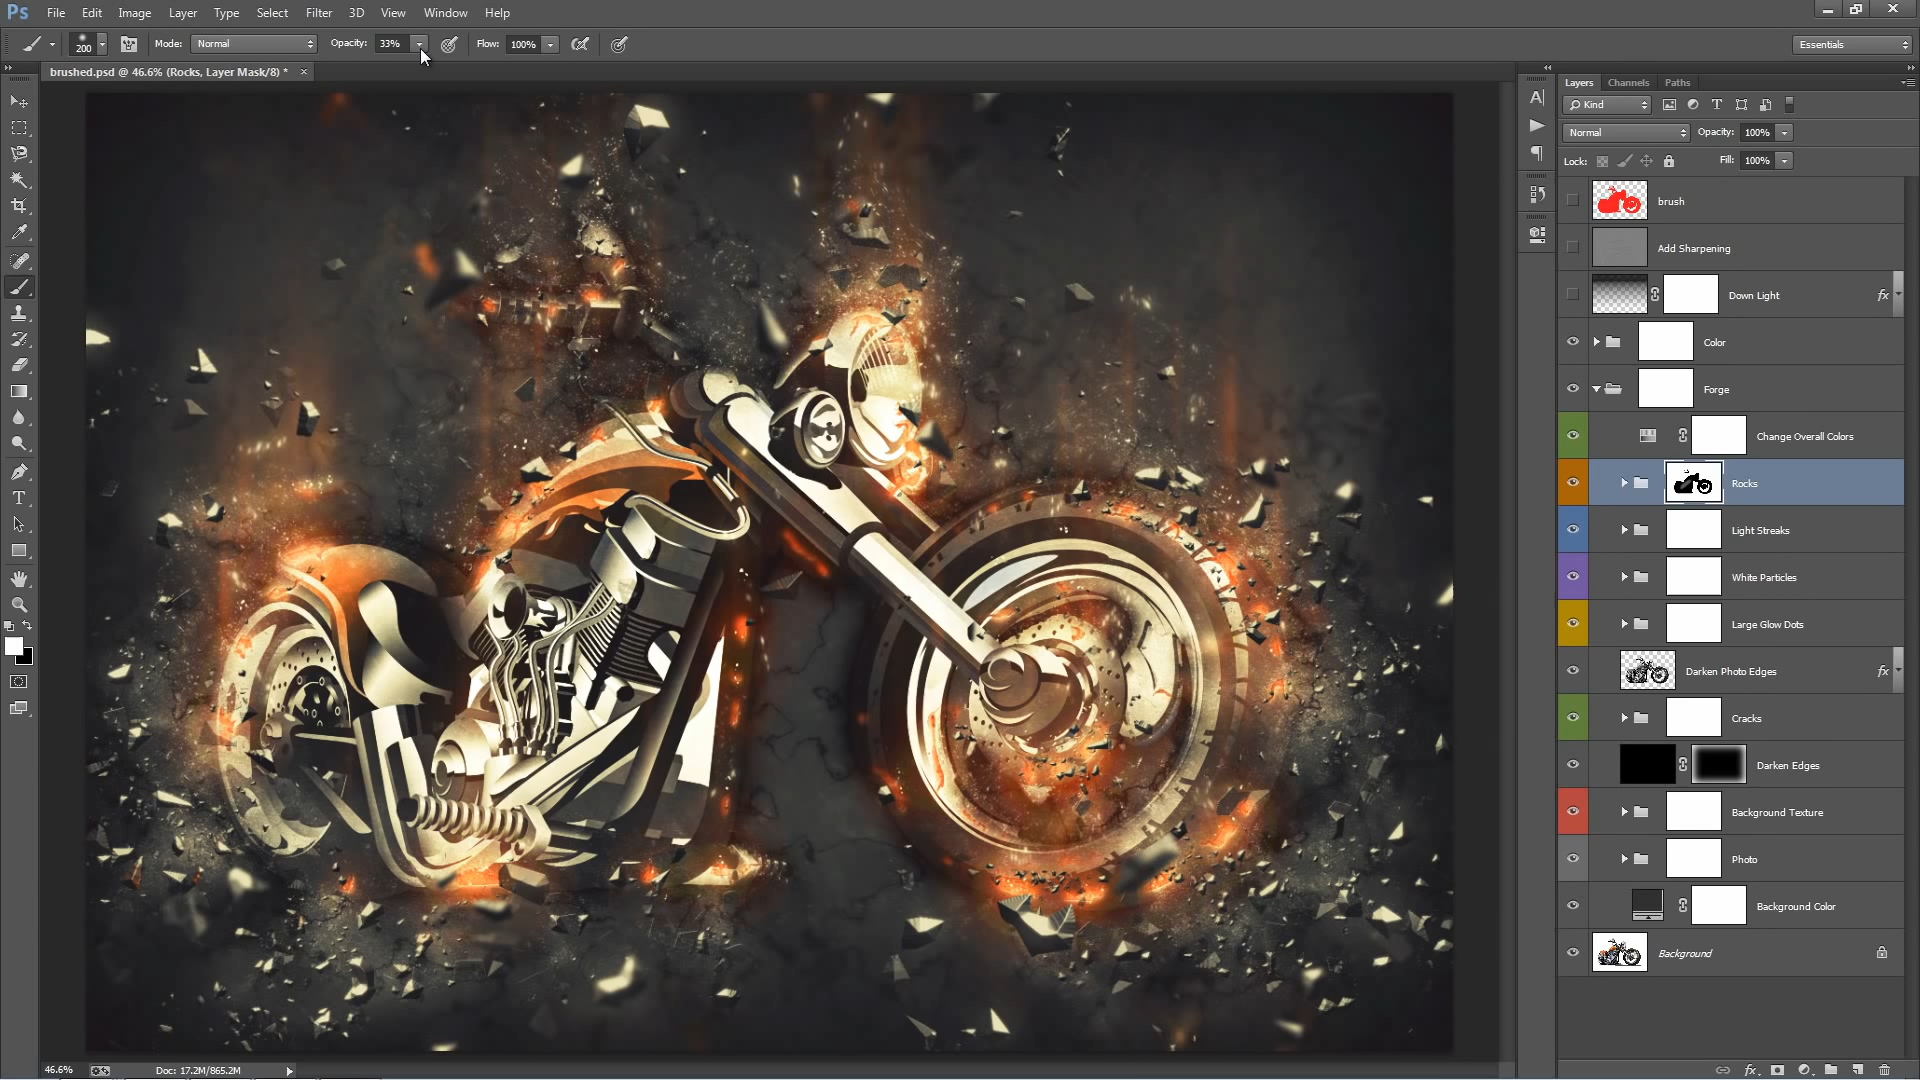 Ps File Edit Image Layer Type Select Filter 3D View Window Help
200 Mode: Normal Opacity: 33% Flow: 100% Essentials
brushed.psd @ 46.6% (Rocks, Layer Mask/8) * ×
Layers Channels Paths
Kind
Normal Opacity: 100%
Lock: Fill: 100%
brush
Add Sharpening
Down Light fx
Color
Forge
Change Overall Colors
Rocks
Light Streaks
White Particles
Large Glow Dots
Darken Photo Edges fx
Cracks
Darken Edges
Background Texture
Photo
Background Color
Background
46.6% Doc: 17.2M/865.2M fx